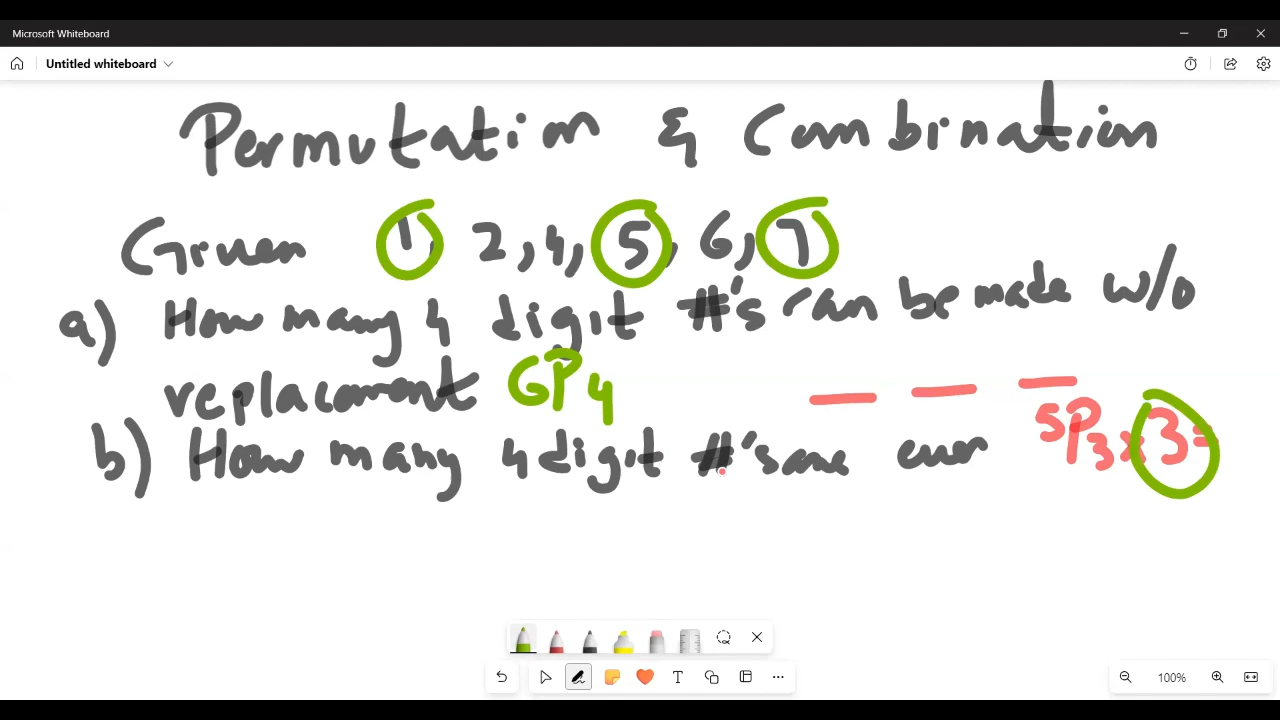 Microsoft Whiteboard
Untitled whiteboard
Permutation & Combination
Given 1, 2, 4, 5, 6, 7
a) How many 4 digit #'s can be made w/o
replacement 6P4
b) How many 4 digit #'s are even 5P3 x 3 =
100%